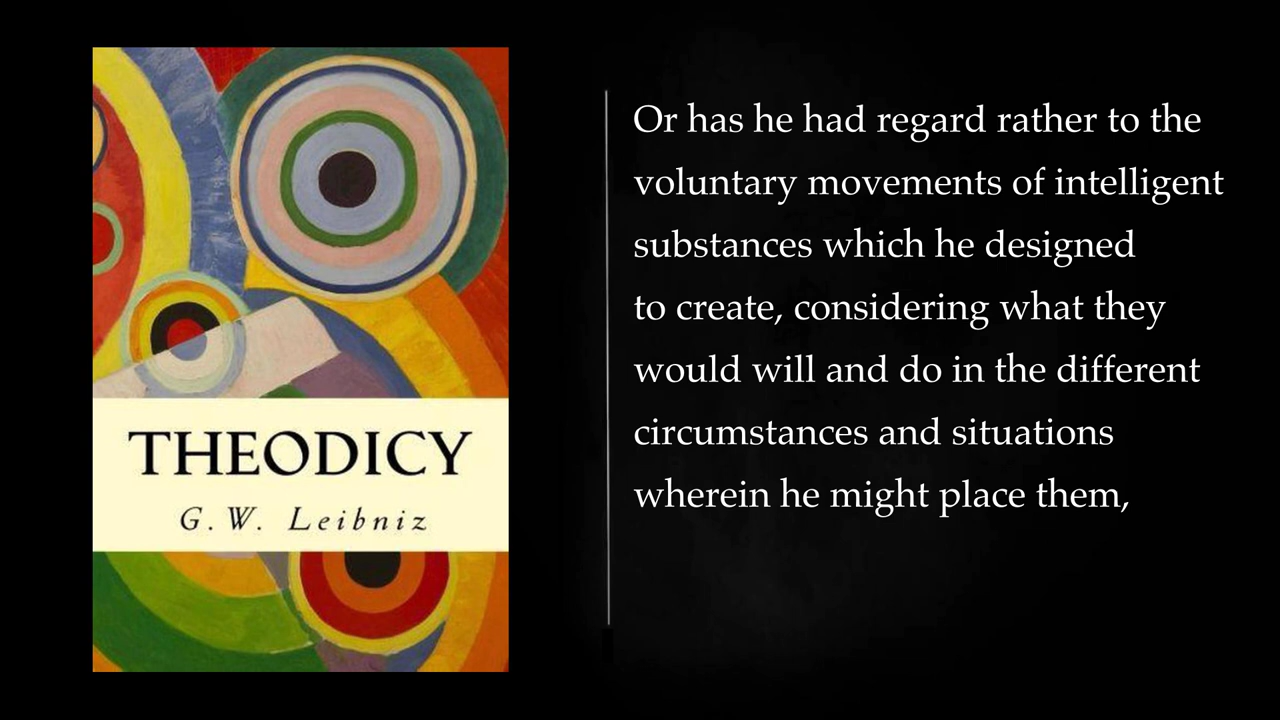 THEODICY
G.W. Leibniz
Or has he had regard rather to the
voluntary movements of intelligent
substances which he designed
to create, considering what they
would will and do in the different
circumstances and situations
wherein he might place them,